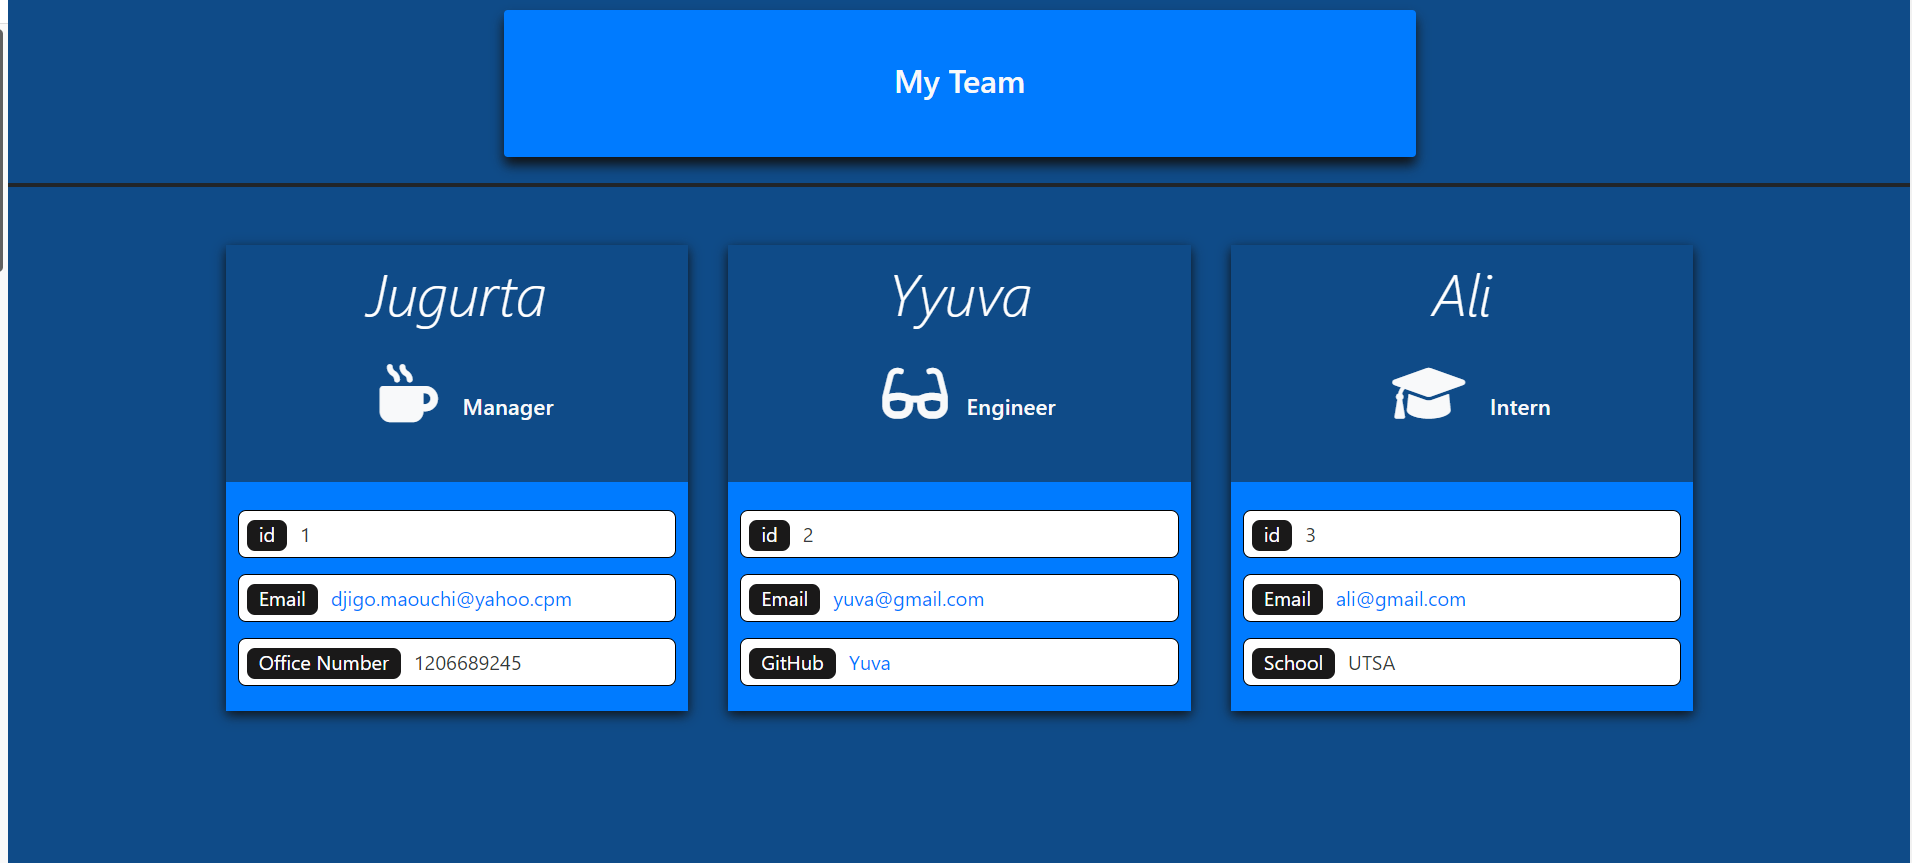 My Team
Jugurta
Manager
id 1
Email djigo.maouchi@yahoo.cpm
Office Number 1206689245
Yyuva
Engineer
id 2
Email yuva@gmail.com
GitHub Yuva
Ali
Intern
id 3
Email ali@gmail.com
School UTSA